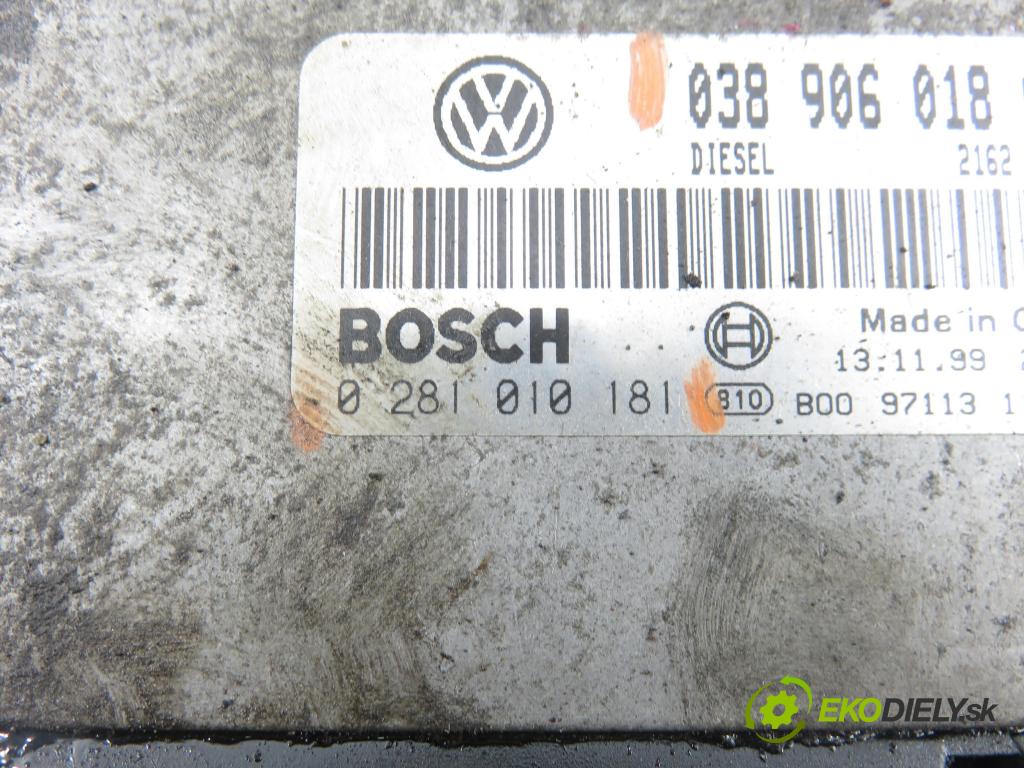 038 906 018
DIESEL 2162
BOSCH
Made in
13.11.99
0 281 010 181 810 B00 97113 1
EKODIELY.sk